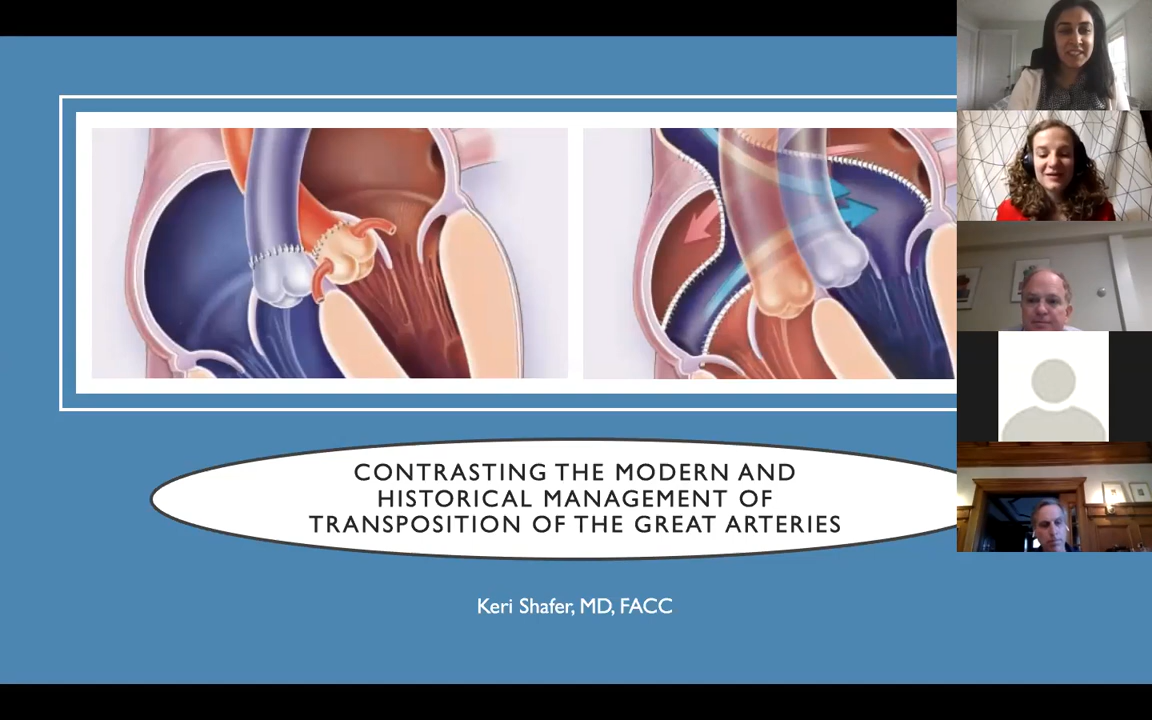 CONTRASTING THE MODERN AND
HISTORICAL MANAGEMENT OF
TRANSPOSITION OF THE GREAT ARTERIES
Keri Shafer, MD, FACC